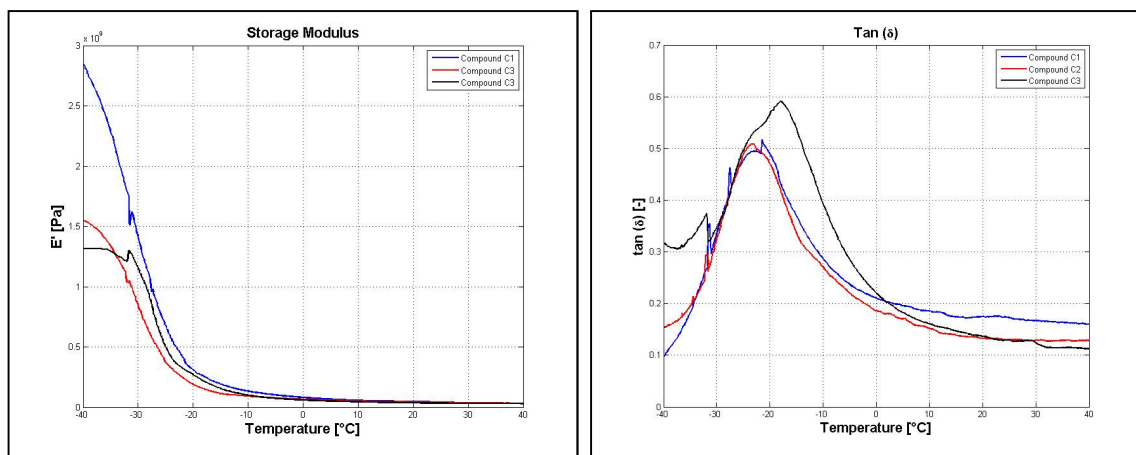 Storage Modulus
x 10^9
3
2.5
2
1.5
1
0.5
0
E' [Pa]
-40 -30 -20 -10 0 10 20 30 40
Temperature [°C]
Compound C1
Compound C3
Compound C3
Tan (δ)
0.7
0.6
0.5
0.4
0.3
0.2
0.1
0
tan (δ) [-]
-40 -30 -20 -10 0 10 20 30 40
Temperature [°C]
Compound C1
Compound C2
Compound C3